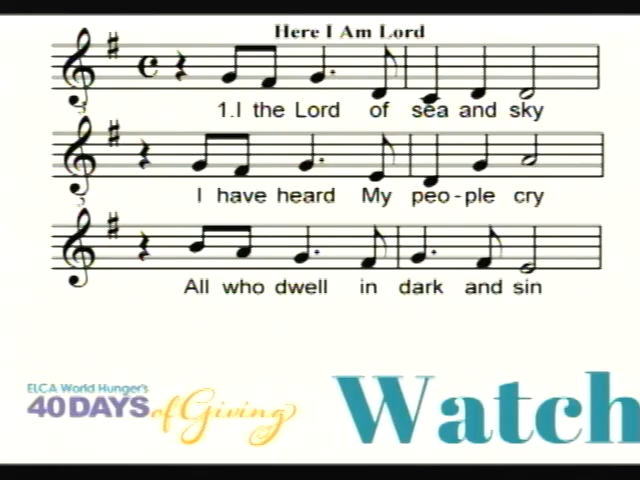 Here I Am Lord
1.I the Lord of sea and sky
I have heard My peo-ple cry
All who dwell in dark and sin
ELCA World Hunger's
40 DAYS of Giving
Watch